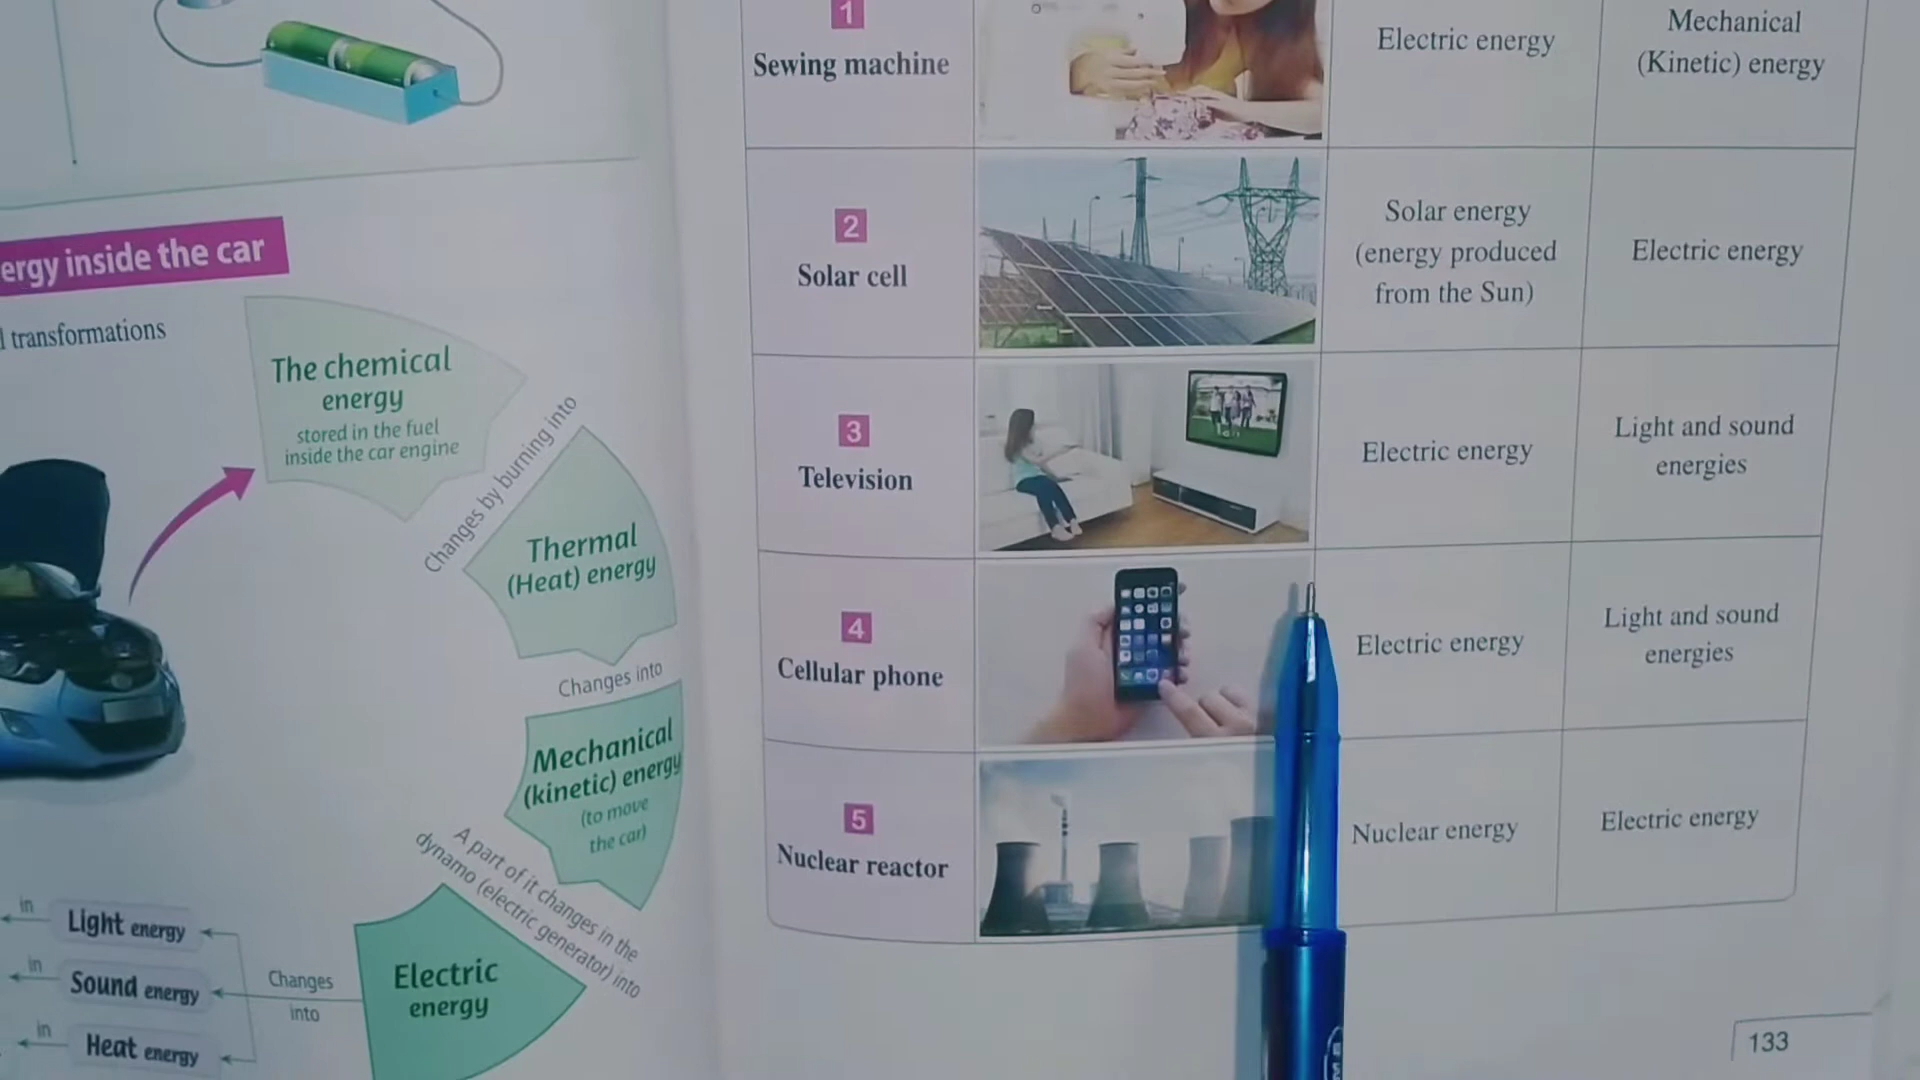 ergy inside the car
transformations
The chemical
energy
stored in the fuel
inside the car engine
Changes by burning into
Thermal
(Heat) energy
Changes into
Mechanical
(kinetic) energy
(to move
the car)
A part of it changes in the
dynamo (electric generator) into
Electric
energy
Changes
into
in
Light energy
in
Sound energy
in
Heat energy
1
Sewing machine
Electric energy
Mechanical
(Kinetic) energy
2
Solar cell
Solar energy
(energy produced
from the Sun)
Electric energy
3
Television
Electric energy
Light and sound
energies
4
Cellular phone
Electric energy
Light and sound
energies
5
Nuclear reactor
Nuclear energy
Electric energy
133